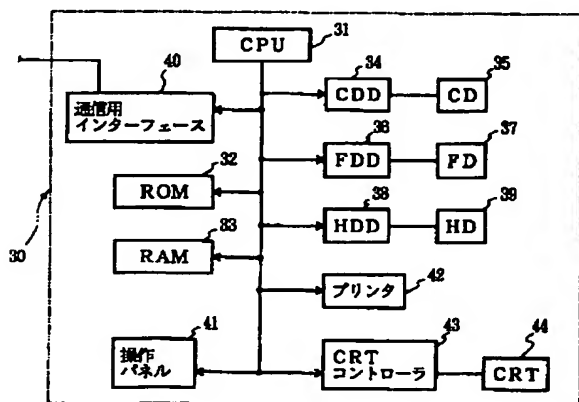 CPU
31
40
通信用
インターフェース
34
CDD
35
CD
36
FDD
37
FD
32
ROM
38
HDD
39
HD
33
RAM
30
プリンタ
42
41
操作
パネル
43
CRT
コントローラ
44
CRT